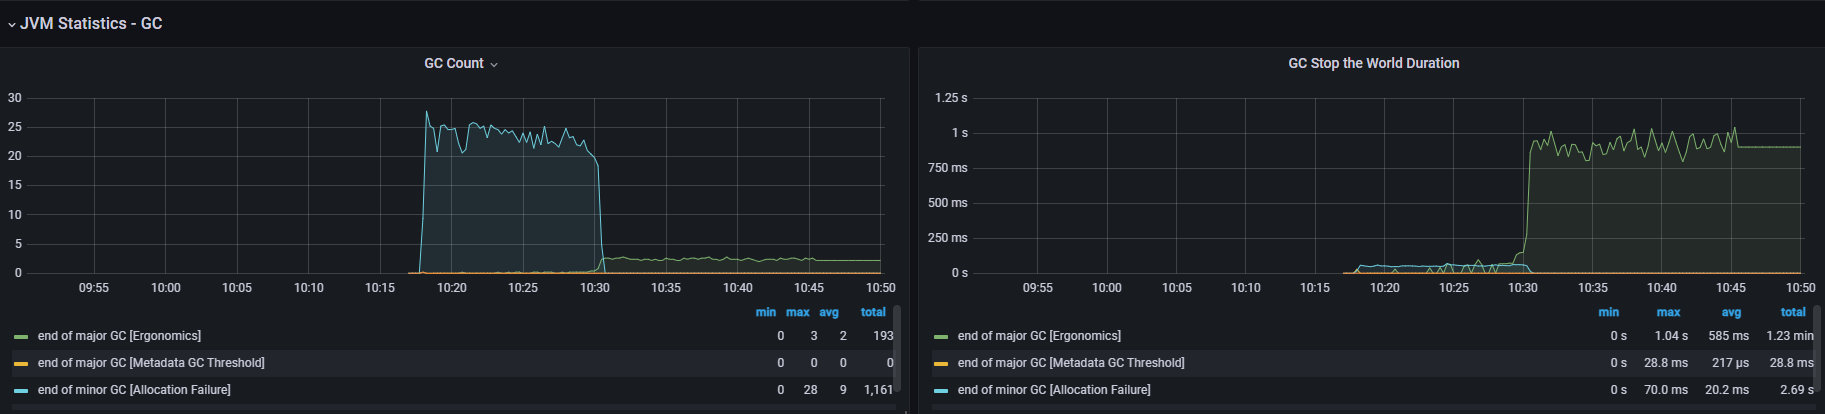 JVM Statistics - GC
GC Count
30
25
20
15
10
5
0
09:55 10:00 10:05 10:10 10:15 10:20 10:25 10:30 10:35 10:40 10:45 10:50
min max avg total
end of major GC [Ergonomics] 0 3 2 193
end of major GC [Metadata GC Threshold] 0 0 0 0
end of minor GC [Allocation Failure] 0 28 9 1,161
GC Stop the World Duration
1.25 s
1 s
750 ms
500 ms
250 ms
0 s
09:55 10:00 10:05 10:10 10:15 10:20 10:25 10:30 10:35 10:40 10:45 10:50
min max avg total
end of major GC [Ergonomics] 0 s 1.04 s 585 ms 1.23 min
end of major GC [Metadata GC Threshold] 0 s 28.8 ms 217 µs 28.8 ms
end of minor GC [Allocation Failure] 0 s 70.0 ms 20.2 ms 2.69 s